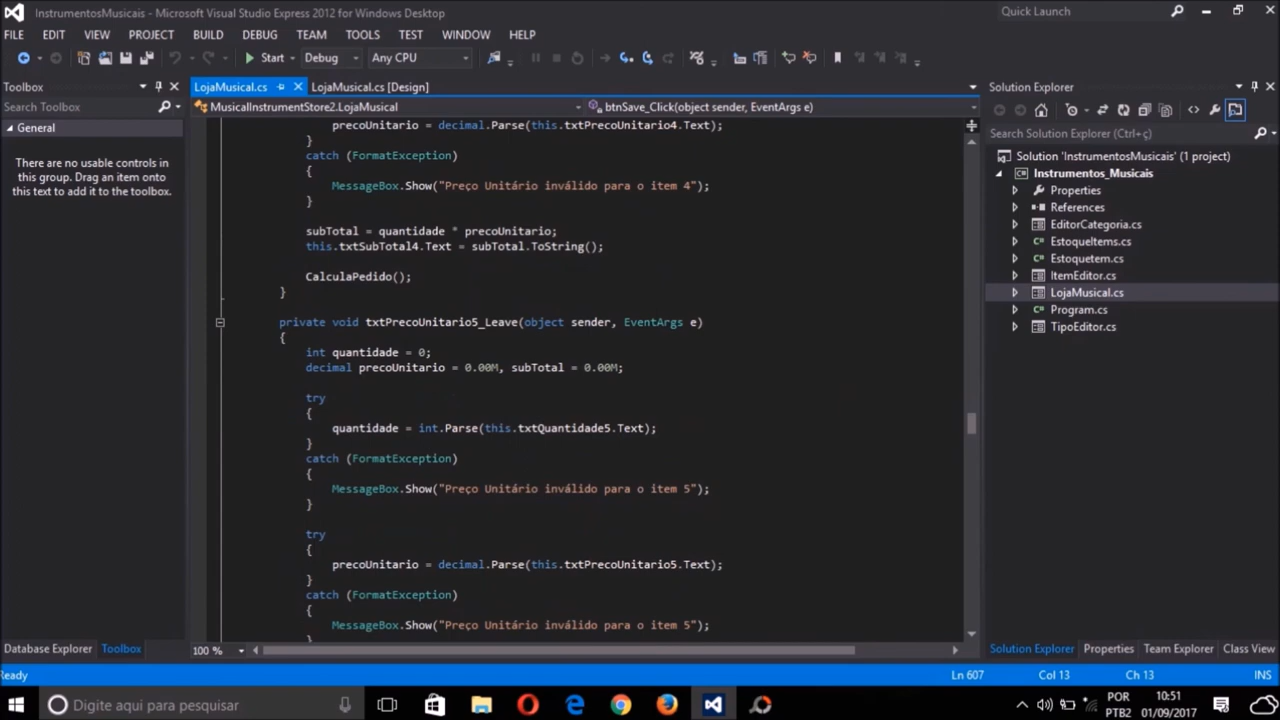 InstrumentosMusicais - Microsoft Visual Studio Express 2012 for Windows Desktop
Quick Launch
FILE EDIT VIEW PROJECT BUILD DEBUG TEAM TOOLS TEST WINDOW HELP
Start Debug Any CPU
Toolbox
Search Toolbox
General
There are no usable controls in
this group. Drag an item onto
this text to add it to the toolbox.
Database Explorer Toolbox
LojaMusical.cs LojaMusical.cs [Design]
MusicalInstrumentStore2.LojaMusical btnSave_Click(object sender, EventArgs e)
precoUnitario = decimal.Parse(this.txtPrecoUnitario4.Text);
}
catch (FormatException)
{
MessageBox.Show("Preço Unitário inválido para o item 4");
}
subTotal = quantidade * precoUnitario;
this.txtSubTotal4.Text = subTotal.ToString();
CalculaPedido();
}
private void txtPrecoUnitario5_Leave(object sender, EventArgs e)
{
int quantidade = 0;
decimal precoUnitario = 0.00M, subTotal = 0.00M;
try
{
quantidade = int.Parse(this.txtQuantidade5.Text);
}
catch (FormatException)
{
MessageBox.Show("Preço Unitário inválido para o item 5");
}
try
{
precoUnitario = decimal.Parse(this.txtPrecoUnitario5.Text);
}
catch (FormatException)
{
MessageBox.Show("Preço Unitário inválido para o item 5");
}
100 %
Solution Explorer
Search Solution Explorer (Ctrl+ç)
Solution 'InstrumentosMusicais' (1 project)
Instrumentos_Musicais
Properties
References
EditorCategoria.cs
EstoqueItems.cs
Estoquetem.cs
ItemEditor.cs
LojaMusical.cs
Program.cs
TipoEditor.cs
Solution Explorer Properties Team Explorer Class View
Ready Ln 607 Col 13 Ch 13 INS
Digite aqui para pesquisar
POR 10:51
PTB2 01/09/2017